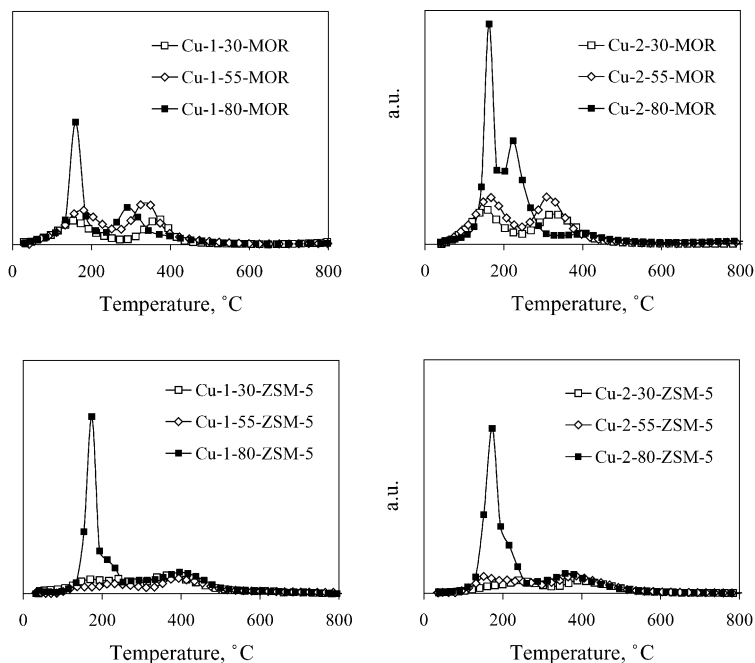 Cu-1-30-MOR
Cu-1-55-MOR
Cu-1-80-MOR
0 200 400 600 800
Temperature, ˚C
a.u.
Cu-2-30-MOR
Cu-2-55-MOR
Cu-2-80-MOR
0 200 400 600 800
Temperature, ˚C
Cu-1-30-ZSM-5
Cu-1-55-ZSM-5
Cu-1-80-ZSM-5
0 200 400 600 800
Temperature, ˚C
a.u.
Cu-2-30-ZSM-5
Cu-2-55-ZSM-5
Cu-2-80-ZSM-5
0 200 400 600 800
Temperature, ˚C